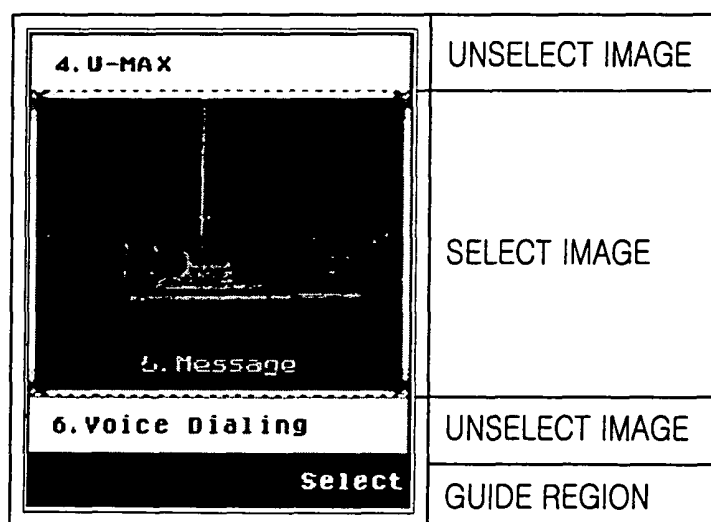 4.U-MAX
UNSELECT IMAGE
SELECT IMAGE
5.Message
6.Voice Dialing
UNSELECT IMAGE
Select
GUIDE REGION